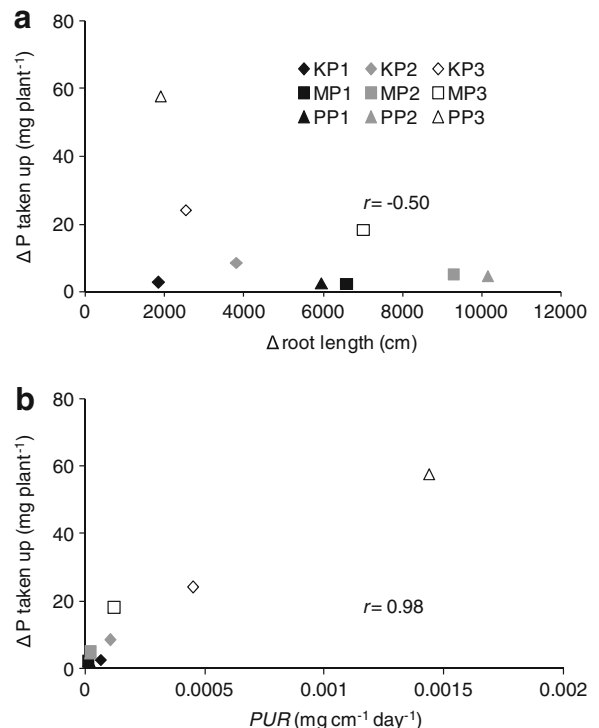 a
80
60
40
20
0
Δ P taken up (mg plant⁻¹)
KP1 KP2 KP3
MP1 MP2 MP3
PP1 PP2 PP3
r= -0.50
0 2000 4000 6000 8000 10000 12000
Δ root length (cm)
b
80
60
40
20
0
Δ P taken up (mg plant⁻¹)
r= 0.98
0 0.0005 0.001 0.0015 0.002
PUR (mg cm⁻¹ day⁻¹)